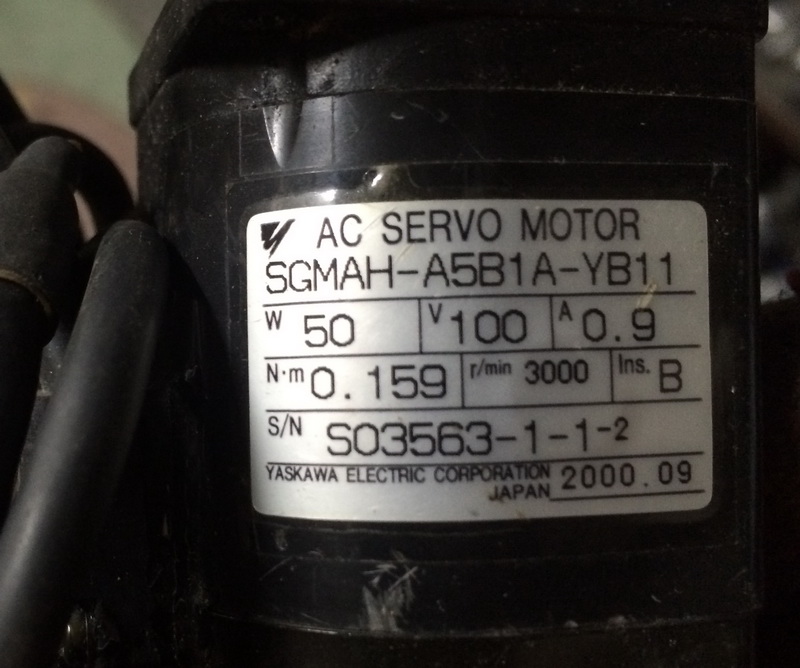 AC SERVO MOTOR
SGMAH-A5B1A-YB11
W 50 V 100 A 0.9
N·m 0.159 r/min 3000 Ins. B
S/N S03563-1-1-2
YASKAWA ELECTRIC CORPORATION 2000.09
JAPAN